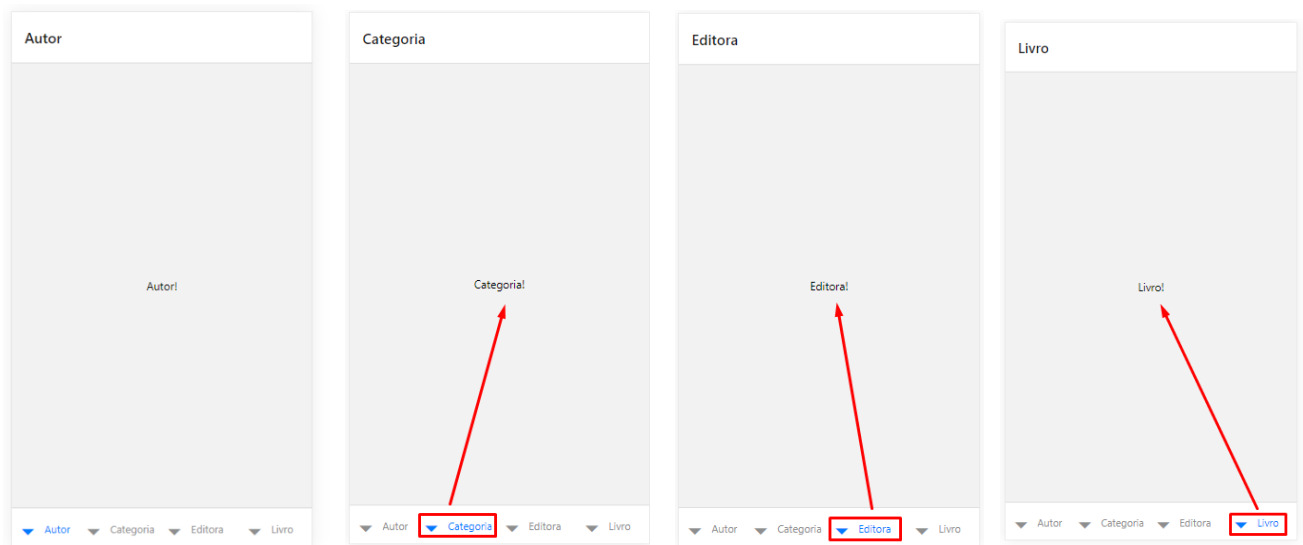 Autor
Autor!
Autor Categoria Editora Livro
Categoria
Categoria!
Autor Categoria Editora Livro
Editora
Editora!
Autor Categoria Editora Livro
Livro
Livro!
Autor Categoria Editora Livro